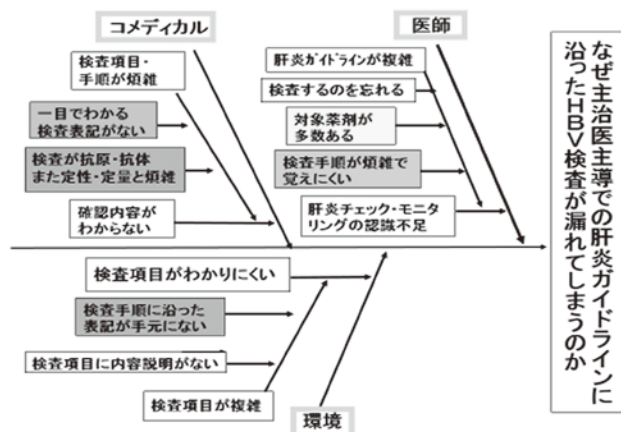 コメディカル
検査項目・
手順が煩雑
一目でわかる
検査表記がない
検査が抗原・抗体
また定性・定量と煩雑
確認内容が
わからない
医師
肝炎ガイドラインが複雑
検査するのを忘れる
対象薬剤が
多数ある
検査手順が煩雑で
覚えにくい
肝炎チェック・モニタ
リングの認識不足
検査項目がわかりにくい
検査手順に沿った
表記が手元にない
検査項目に内容説明がない
検査項目が複雑
環境
なぜ主治医主導での肝炎ガイドラインに
沿ったHBV検査が漏れてしまうのか